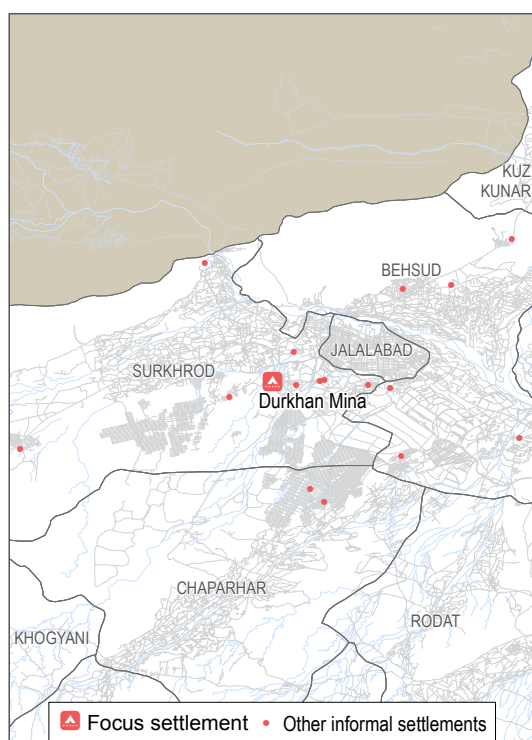 KUZ
KUNAR
BEHSUD
JALALABAD
SURKHROD
Durkhan Mina
CHAPARHAR
RODAT
KHOGYANI
Focus settlement
Other informal settlements